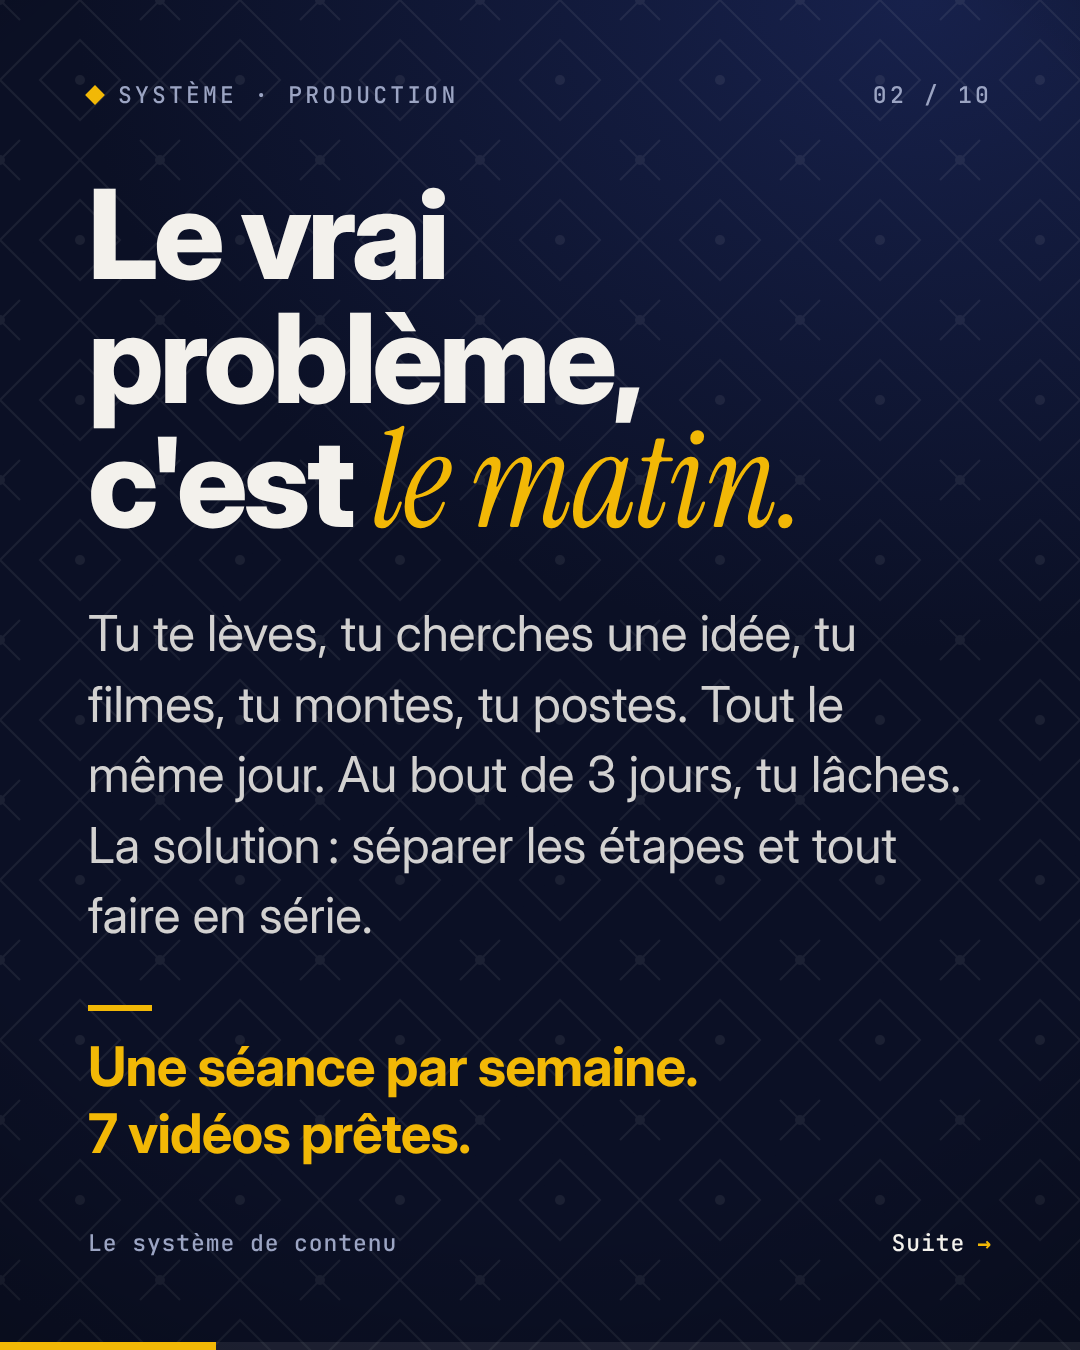 SYSTÈME · PRODUCTION
02 / 10
Le vrai
problème,
c'est le matin.
Tu te lèves, tu cherches une idée, tu
filmes, tu montes, tu postes. Tout le
même jour. Au bout de 3 jours, tu lâches.
La solution : séparer les étapes et tout
faire en série.
Une séance par semaine.
7 vidéos prêtes.
Le système de contenu
Suite →